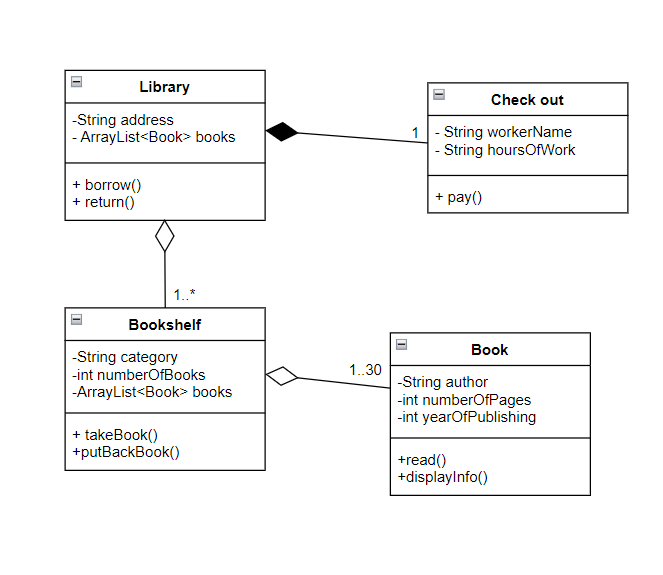 Library
-String address
- ArrayList<Book> books
+ borrow()
+ return()
1
Check out
- String workerName
- String hoursOfWork
+ pay()
1..*
Bookshelf
-String category
-int numberOfBooks
-ArrayList<Book> books
+ takeBook()
+putBackBook()
1..30
Book
-String author
-int numberOfPages
-int yearOfPublishing
+read()
+displayInfo()